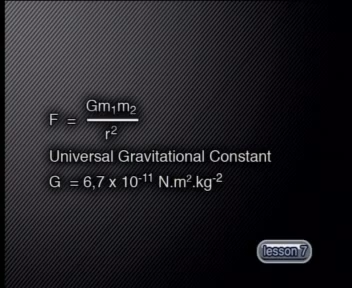 F = Gm₁m₂
r²
Universal Gravitational Constant
G = 6,7 x 10⁻¹¹ N.m².kg⁻²
lesson 7